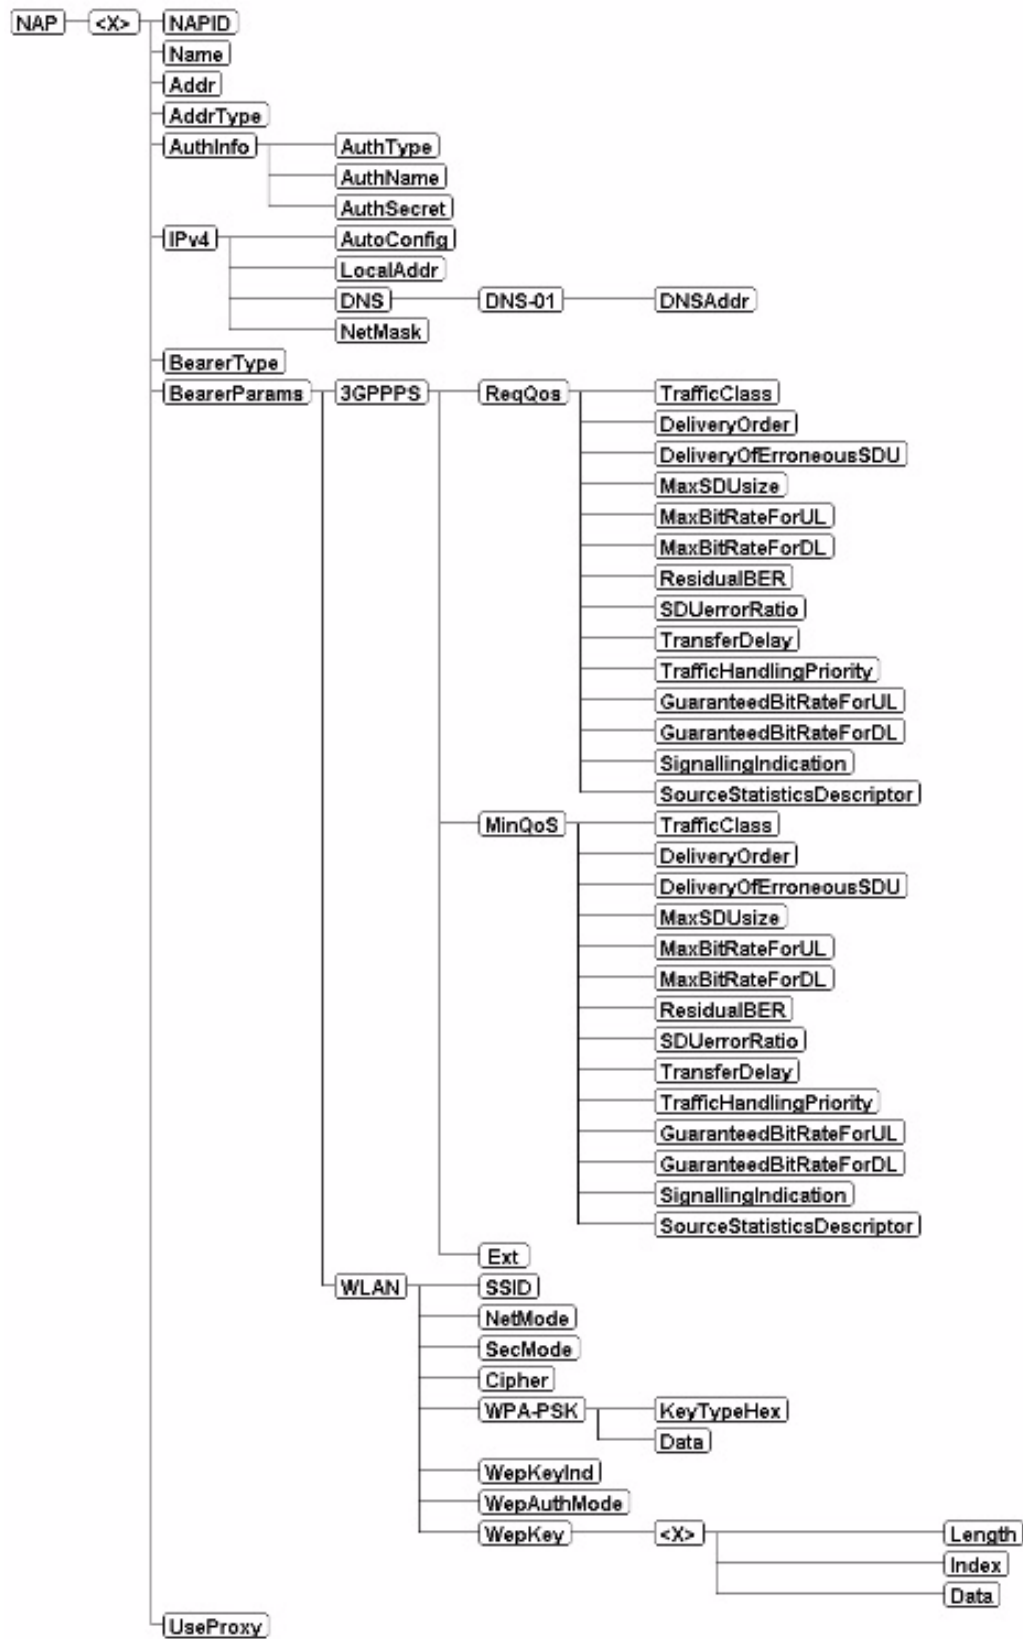 NAP <X> NAPID
Name
Addr
AddrType
AuthInfo AuthType
AuthName
AuthSecret
IPv4 AutoConfig
LocalAddr
DNS DNS-01 DNSAddr
NetMask
BearerType
BearerParams 3GPPPS ReqQos TrafficClass
DeliveryOrder
DeliveryOfErroneousSDU
MaxSDUsize
MaxBitRateForUL
MaxBitRateForDL
ResidualBER
SDUerrorRatio
TransferDelay
TrafficHandlingPriority
GuaranteedBitRateForUL
GuaranteedBitRateForDL
SignallingIndication
SourceStatisticsDescriptor
MinQoS TrafficClass
DeliveryOrder
DeliveryOfErroneousSDU
MaxSDUsize
MaxBitRateForUL
MaxBitRateForDL
ResidualBER
SDUerrorRatio
TransferDelay
TrafficHandlingPriority
GuaranteedBitRateForUL
GuaranteedBitRateForDL
SignallingIndication
SourceStatisticsDescriptor
Ext
WLAN SSID
NetMode
SecMode
Cipher
WPA-PSK KeyTypeHex
Data
WepKeyInd
WepAuthMode
WepKey <X> Length
Index
Data
UseProxy